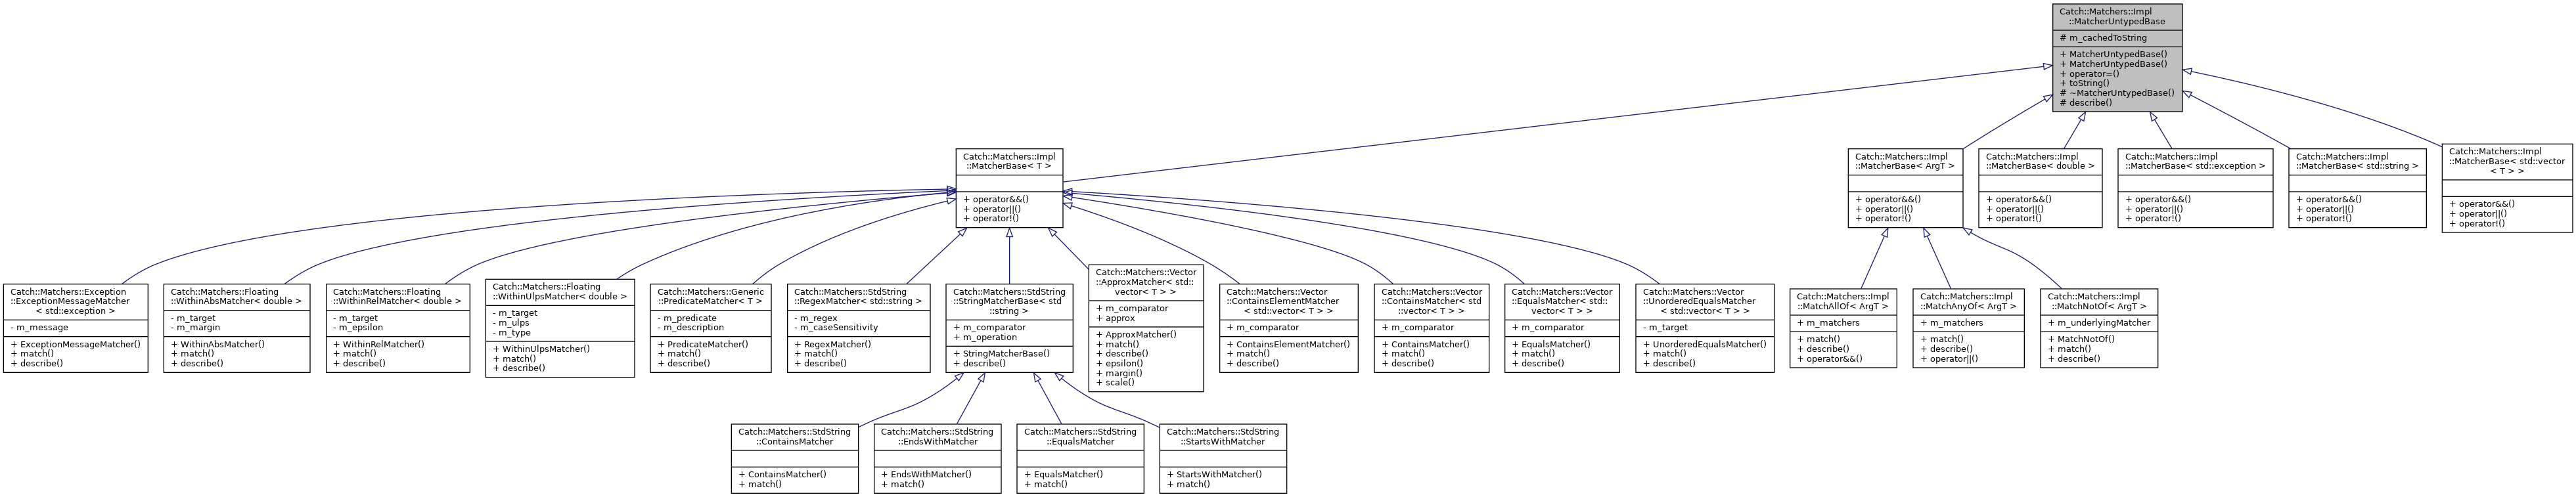 Catch::Matchers::Impl
::MatcherUntypedBase
# m_cachedToString
+ MatcherUntypedBase()
+ MatcherUntypedBase()
+ operator=()
+ toString()
# ~MatcherUntypedBase()
# describe()
Catch::Matchers::Impl
::MatcherBase< T >
+ operator&&()
+ operator||()
+ operator!()
Catch::Matchers::Impl
::MatcherBase< ArgT >
+ operator&&()
+ operator||()
+ operator!()
Catch::Matchers::Impl
::MatcherBase< double >
+ operator&&()
+ operator||()
+ operator!()
Catch::Matchers::Impl
::MatcherBase< std::exception >
+ operator&&()
+ operator||()
+ operator!()
Catch::Matchers::Impl
::MatcherBase< std::string >
+ operator&&()
+ operator||()
+ operator!()
Catch::Matchers::Impl
::MatcherBase< std::vector
< T > >
+ operator&&()
+ operator||()
+ operator!()
Catch::Matchers::Exception
::ExceptionMessageMatcher
< std::exception >
- m_message
+ ExceptionMessageMatcher()
+ match()
+ describe()
Catch::Matchers::Floating
::WithinAbsMatcher< double >
- m_target
- m_margin
+ WithinAbsMatcher()
+ match()
+ describe()
Catch::Matchers::Floating
::WithinRelMatcher< double >
- m_target
- m_epsilon
+ WithinRelMatcher()
+ match()
+ describe()
Catch::Matchers::Floating
::WithinUlpsMatcher< double >
- m_target
- m_ulps
- m_type
+ WithinUlpsMatcher()
+ match()
+ describe()
Catch::Matchers::Generic
::PredicateMatcher< T >
- m_predicate
- m_description
+ PredicateMatcher()
+ match()
+ describe()
Catch::Matchers::StdString
::RegexMatcher< std::string >
- m_regex
- m_caseSensitivity
+ RegexMatcher()
+ match()
+ describe()
Catch::Matchers::StdString
::StringMatcherBase< std
::string >
+ m_comparator
+ m_operation
+ StringMatcherBase()
+ describe()
Catch::Matchers::Vector
::ApproxMatcher< std::
vector< T > >
+ m_comparator
+ approx
+ ApproxMatcher()
+ match()
+ describe()
+ epsilon()
+ margin()
+ scale()
Catch::Matchers::Vector
::ContainsElementMatcher
< std::vector< T > >
+ m_comparator
+ ContainsElementMatcher()
+ match()
+ describe()
Catch::Matchers::Vector
::ContainsMatcher< std
::vector< T > >
+ m_comparator
+ ContainsMatcher()
+ match()
+ describe()
Catch::Matchers::Vector
::EqualsMatcher< std::
vector< T > >
+ m_comparator
+ EqualsMatcher()
+ match()
+ describe()
Catch::Matchers::Vector
::UnorderedEqualsMatcher
< std::vector< T > >
- m_target
+ UnorderedEqualsMatcher()
+ match()
+ describe()
Catch::Matchers::Impl
::MatchAllOf< ArgT >
+ m_matchers
+ match()
+ describe()
+ operator&&()
Catch::Matchers::Impl
::MatchAnyOf< ArgT >
+ m_matchers
+ match()
+ describe()
+ operator||()
Catch::Matchers::Impl
::MatchNotOf< ArgT >
+ m_underlyingMatcher
+ MatchNotOf()
+ match()
+ describe()
Catch::Matchers::StdString
::ContainsMatcher
+ ContainsMatcher()
+ match()
Catch::Matchers::StdString
::EndsWithMatcher
+ EndsWithMatcher()
+ match()
Catch::Matchers::StdString
::EqualsMatcher
+ EqualsMatcher()
+ match()
Catch::Matchers::StdString
::StartsWithMatcher
+ StartsWithMatcher()
+ match()